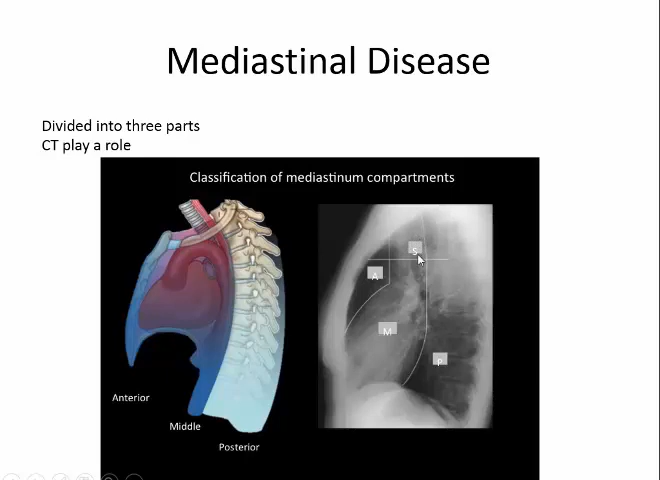 Mediastinal Disease
Divided into three parts
CT play a role
Classification of mediastinum compartments
S
A
M
P
Anterior
Middle
Posterior